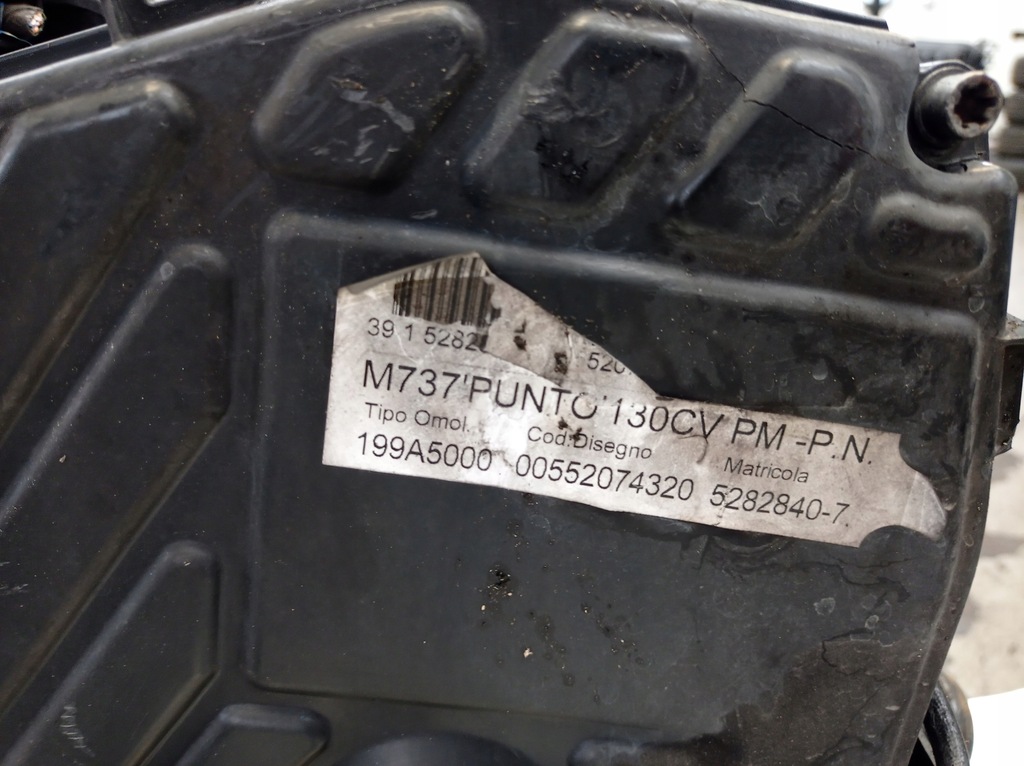 39 1 5282 520
M737'PUNTO'130CV PM -P.N.
Tipo Omol. Cod.Disegno Matricola
199A5000 00552074320 5282840-7.